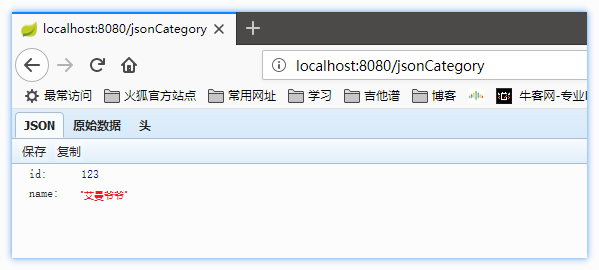 localhost:8080/jsonCategory
localhost:8080/jsonCategory
最常访问 火狐官方站点 常用网址 学习 吉他谱 博客 牛客网-专业
JSON 原始数据 头
保存 复制
id: 123
name: "艾曼爷爷"